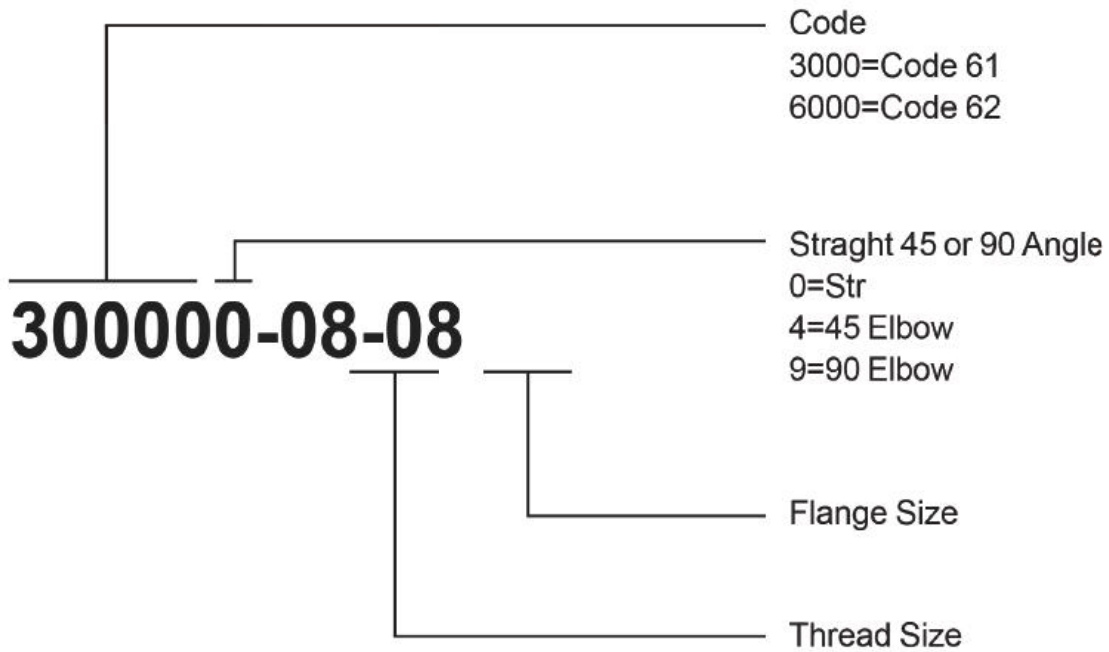 Code
3000=Code 61
6000=Code 62
Straght 45 or 90 Angle
0=Str
4=45 Elbow
9=90 Elbow
300000-08-08
Flange Size
Thread Size